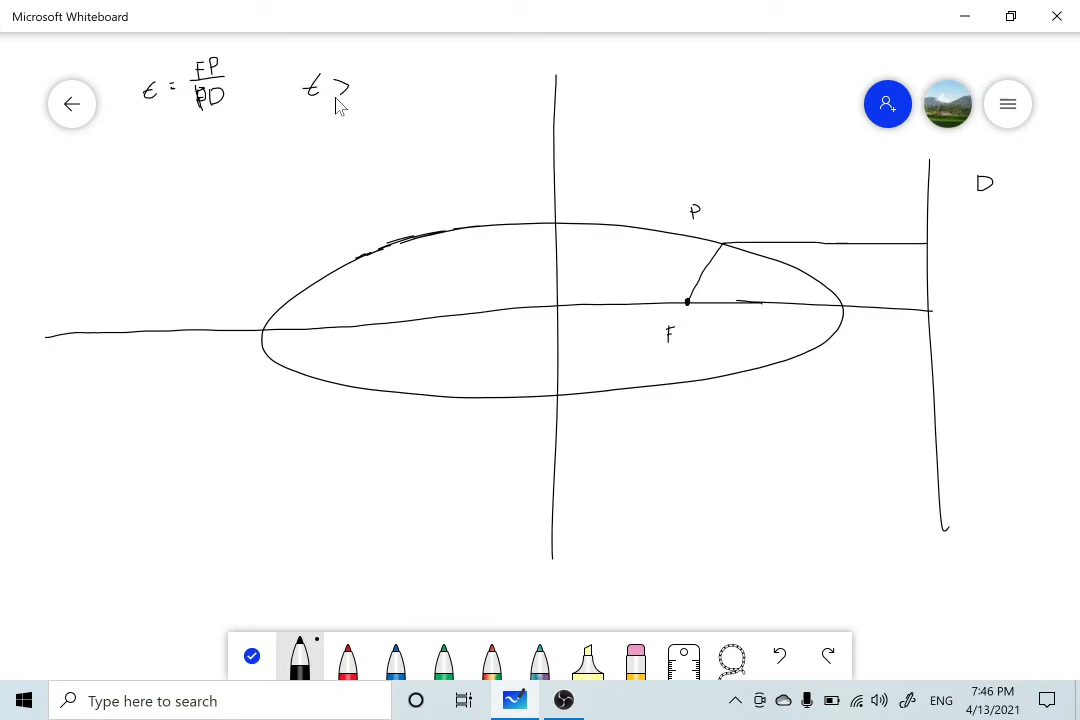 Microsoft Whiteboard
ε = FP / PD
ε >
D
P
F
Type here to search
ENG
7:46 PM
4/13/2021